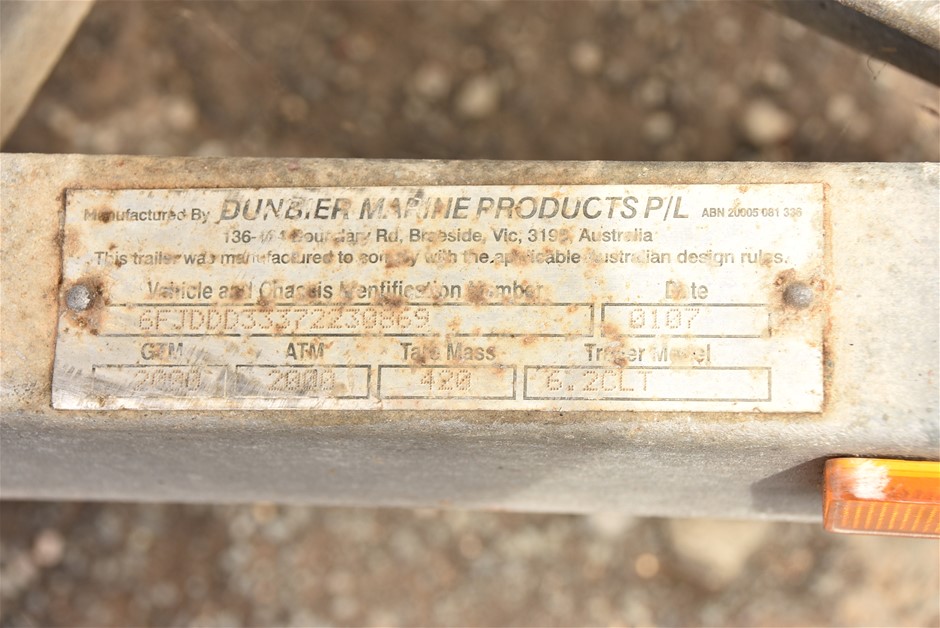 Manufactured By DUNBIER MARINE PRODUCTS P/L ABN 20005 081 336
Boundary Rd, Braeside, Vic, Australia
This trailer was manufactured to comply with the applicable Australian design rules.
Vehicle and Chassis Identification Number Date
0107
GTM ATM Tare Mass Trailer Model
2000 2000 420 6.2CLT